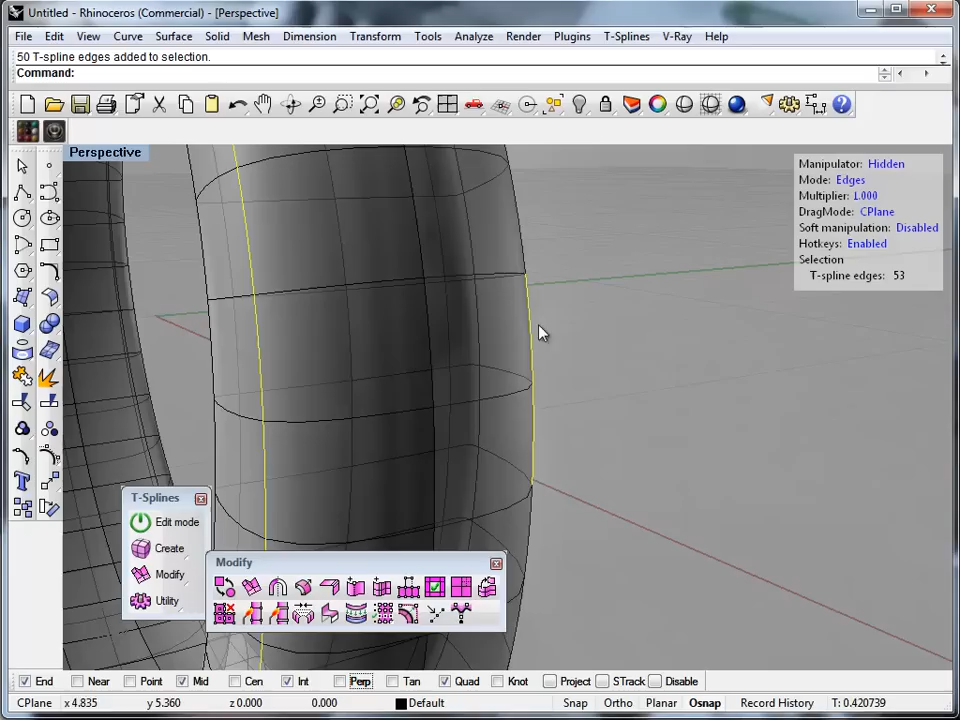 Untitled - Rhinoceros (Commercial) - [Perspective]
File Edit View Curve Surface Solid Mesh Dimension Transform Tools Analyze Render Plugins T-Splines V-Ray Help
50 T-spline edges added to selection.
Command:
Perspective
Manipulator: Hidden
Mode: Edges
Multiplier: 1.000
DragMode: CPlane
Soft manipulation: Disabled
Hotkeys: Enabled
Selection
T-spline edges: 53
T-Splines
Edit mode
Create
Modify
Utility
Modify
End Near Point Mid Cen Int Perp Tan Quad Knot Project STrack Disable
CPlane x 4.835 y 5.360 z 0.000 0.000 Default Snap Ortho Planar Osnap Record History T: 0.420739